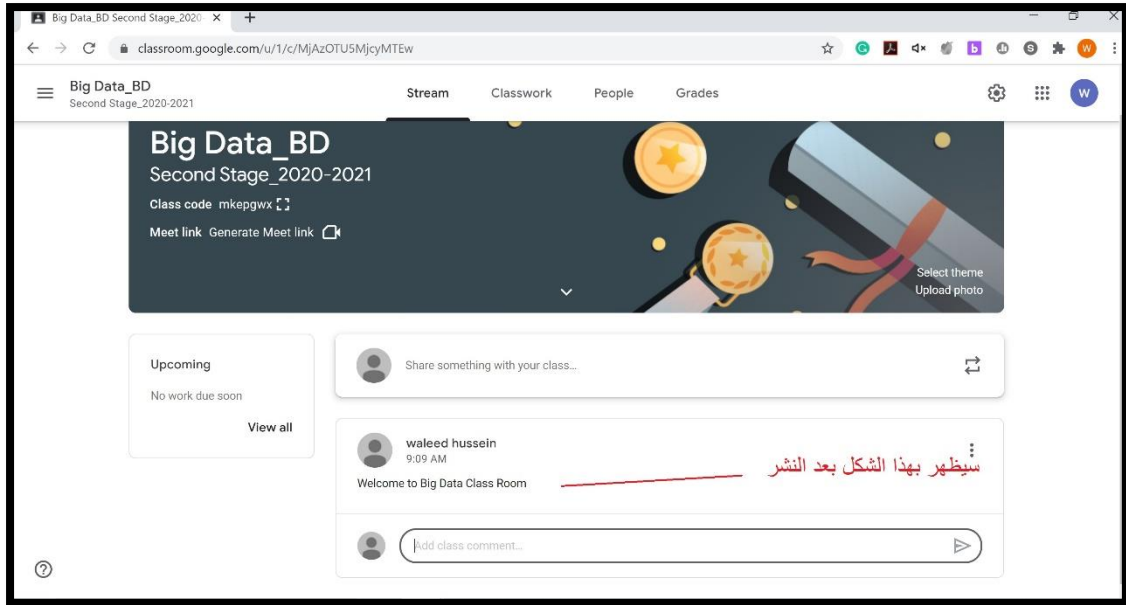 Big Data_BD Second Stage_2020-
classroom.google.com/u/1/c/MjAzOTU5MjcyMTEw
Big Data_BD
Second Stage_2020-2021
Stream Classwork People Grades
W
Big Data_BD
Second Stage_2020-2021
Class code mkepgwx
Meet link Generate Meet link
Select theme
Upload photo
Upcoming
No work due soon
View all
Share something with your class...
waleed hussein
9:09 AM
Welcome to Big Data Class Room
سيظهر بهذا الشكل بعد النشر
Add class comment...